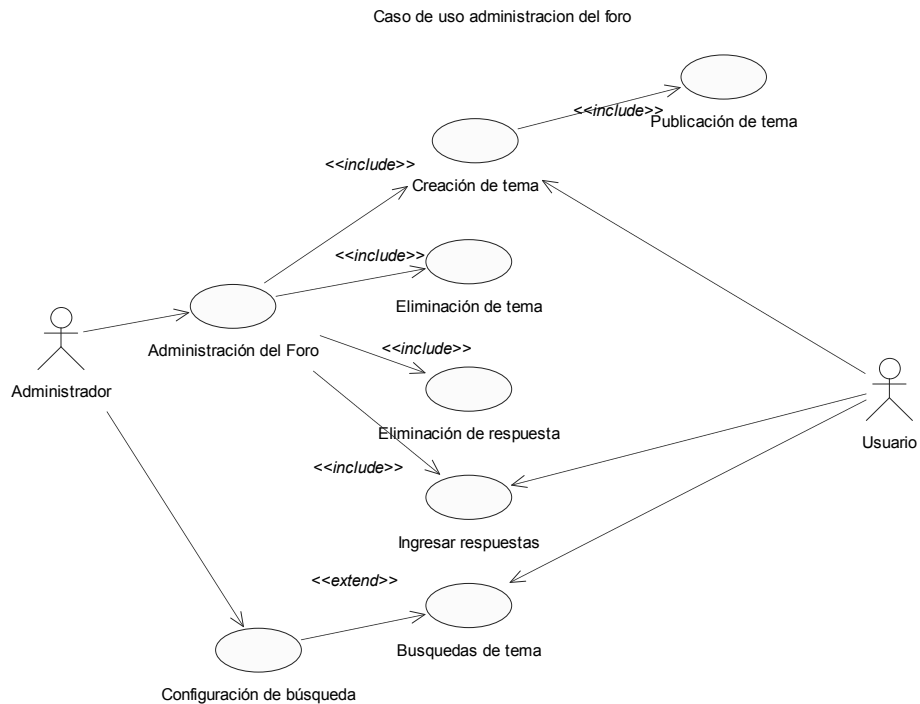 Caso de uso administracion del foro
<<include>>
Publicación de tema
<<include>>
Creación de tema
<<include>>
Eliminación de tema
Administración del Foro
<<include>>
Administrador
Eliminación de respuesta
Usuario
<<include>>
Ingresar respuestas
<<extend>>
Busquedas de tema
Configuración de búsqueda